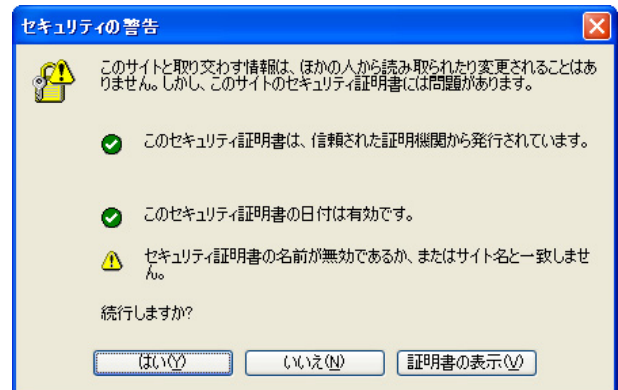 セキュリティの警告
このサイトと取り交わす情報は、ほかの人から読み取られたり変更されることはあ
りません。しかし、このサイトのセキュリティ証明書には問題があります。
このセキュリティ証明書は、信頼された証明機関から発行されています。
このセキュリティ証明書の日付は有効です。
セキュリティ証明書の名前が無効であるか、またはサイト名と一致しませ
ん。
続行しますか?
はい(Y)
いいえ(N)
証明書の表示(V)